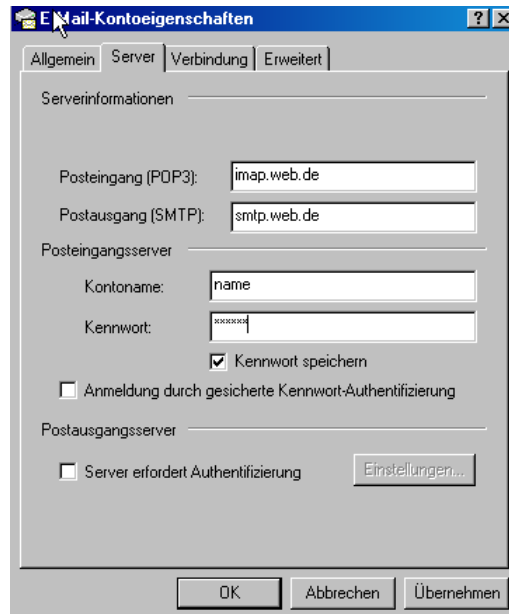 E-Mail-Kontoeigenschaften
Allgemein Server Verbindung Erweitert
Serverinformationen
Posteingang (POP3): imap.web.de
Postausgang (SMTP): smtp.web.de
Posteingangsserver
Kontoname: name
Kennwort: ******
Kennwort speichern
Anmeldung durch gesicherte Kennwort-Authentifizierung
Postausgangsserver
Server erfordert Authentifizierung Einstellungen...
OK Abbrechen Übernehmen